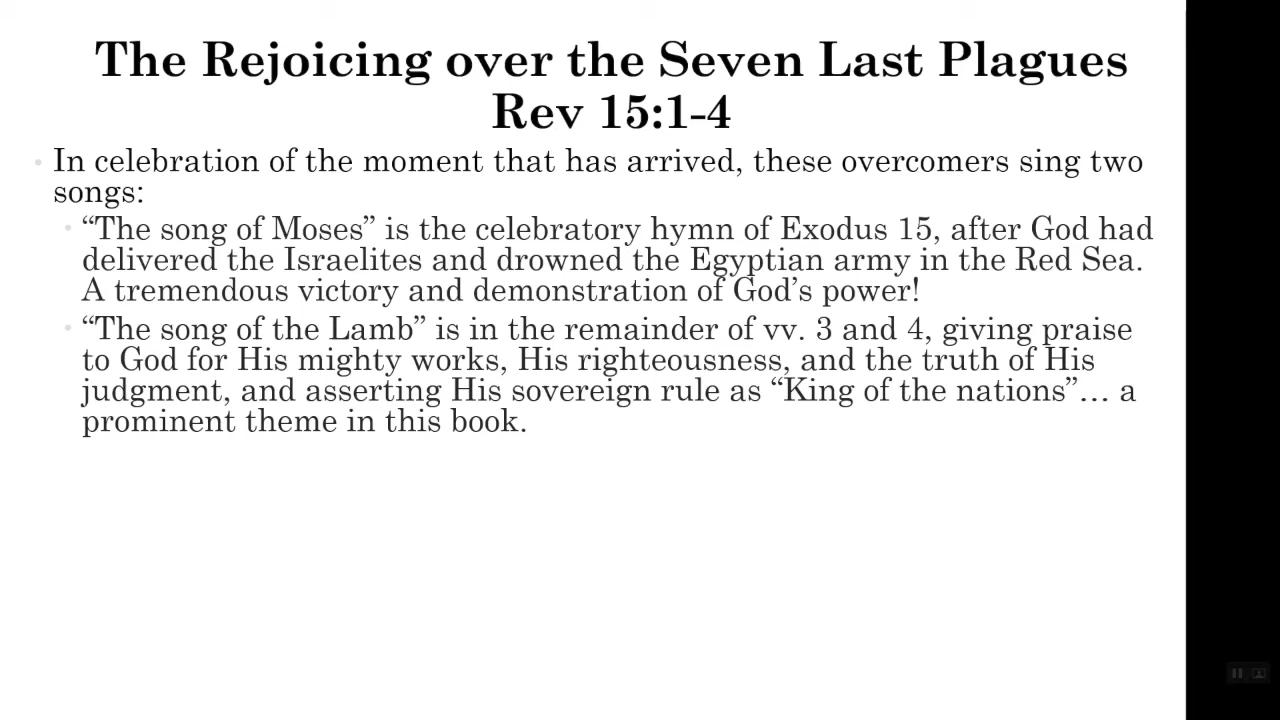 The Rejoicing over the Seven Last Plagues
Rev 15:1-4
• In celebration of the moment that has arrived, these overcomers sing two
songs:
• “The song of Moses” is the celebratory hymn of Exodus 15, after God had
delivered the Israelites and drowned the Egyptian army in the Red Sea.
A tremendous victory and demonstration of God’s power!
• “The song of the Lamb” is in the remainder of vv. 3 and 4, giving praise
to God for His mighty works, His righteousness, and the truth of His
judgment, and asserting His sovereign rule as “King of the nations”… a
prominent theme in this book.